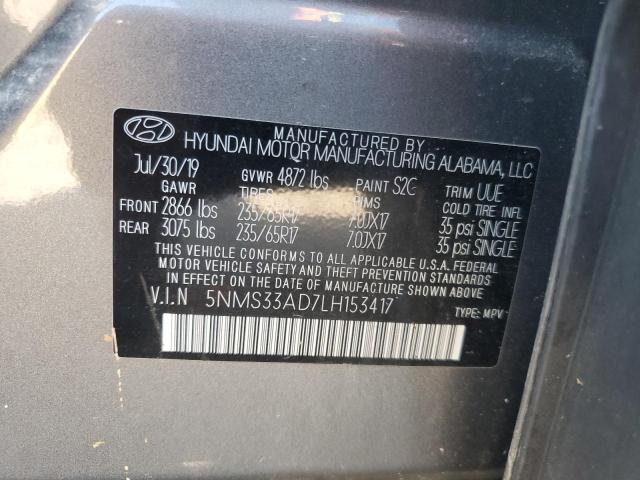 MANUFACTURED BY
HYUNDAI MOTOR MANUFACTURING ALABAMA, LLC
Jul/30/19 GVWR 4872 lbs PAINT S2C TRIM UUE
GAWR TIRES RIMS COLD TIRE INFL
FRONT 2866 lbs 235/65R17 7.0JX17 35 psi SINGLE
REAR 3075 lbs 235/65R17 7.0JX17 35 psi SINGLE
THIS VEHICLE CONFORMS TO ALL APPLICABLE U.S.A. FEDERAL
MOTOR VEHICLE SAFETY, BUMPER, AND THEFT PREVENTION STANDARDS
IN EFFECT ON THE DATE OF MANUFACTURE SHOWN ABOVE.
V.I.N 5NMS33AD7LH153417 TYPE: MPV